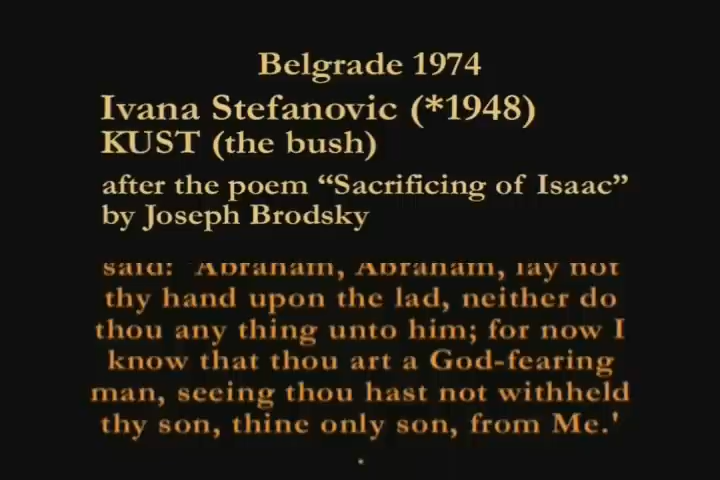 Belgrade 1974
Ivana Stefanovic (*1948)
KUST (the bush)
after the poem “Sacrificing of Isaac”
by Joseph Brodsky
said: 'Abraham, Abraham, lay not
thy hand upon the lad, neither do
thou any thing unto him; for now I
know that thou art a God-fearing
man, seeing thou hast not withheld
thy son, thine only son, from Me.'
.